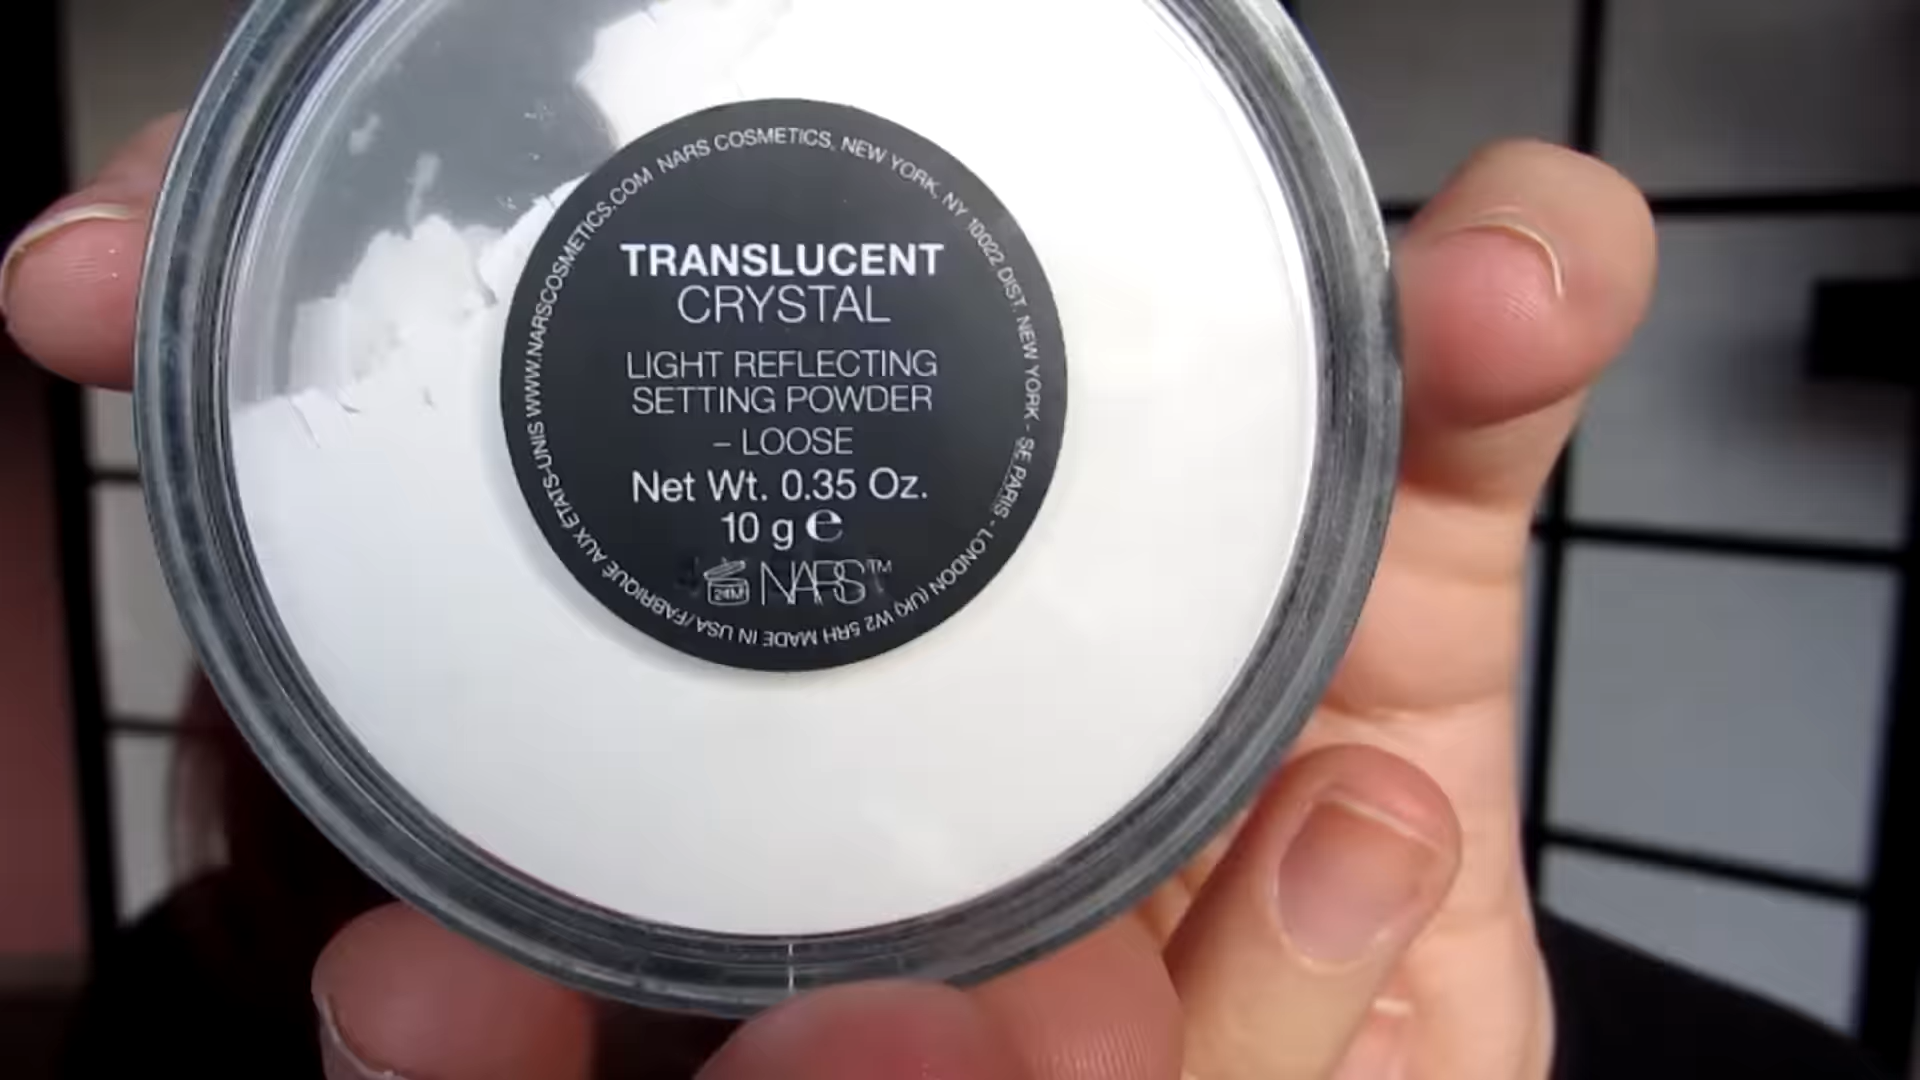 TRANSLUCENT
CRYSTAL
LIGHT REFLECTING
SETTING POWDER
– LOOSE
Net Wt. 0.35 Oz.
10 g ℮
24M NARS™
NARS COSMETICS, NEW YORK, NY 10022 DIST. NEW YORK - SE PARIS - LONDON (UK) W2 5RH MADE IN USA/FABRIQUÉ AUX ÉTATS-UNIS WWW.NARSCOSMETICS.COM